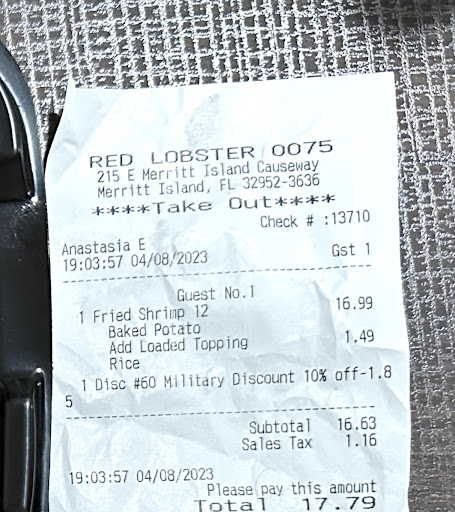 RED LOBSTER 0075
215 E Merritt Island Causeway
Merritt Island, FL 32952-3636
****Take Out****
Check # :13710
Anastasia E
19:03:57 04/08/2023 Gst 1
Guest No.1
1 Fried Shrimp 12 16.99
Baked Potato
Add Loaded Topping 1.49
Rice
1 Disc #60 Military Discount 10% off-1.8
5
Subtotal 16.63
Sales Tax 1.16
19:03:57 04/08/2023
Please pay this amount
Total 17.79